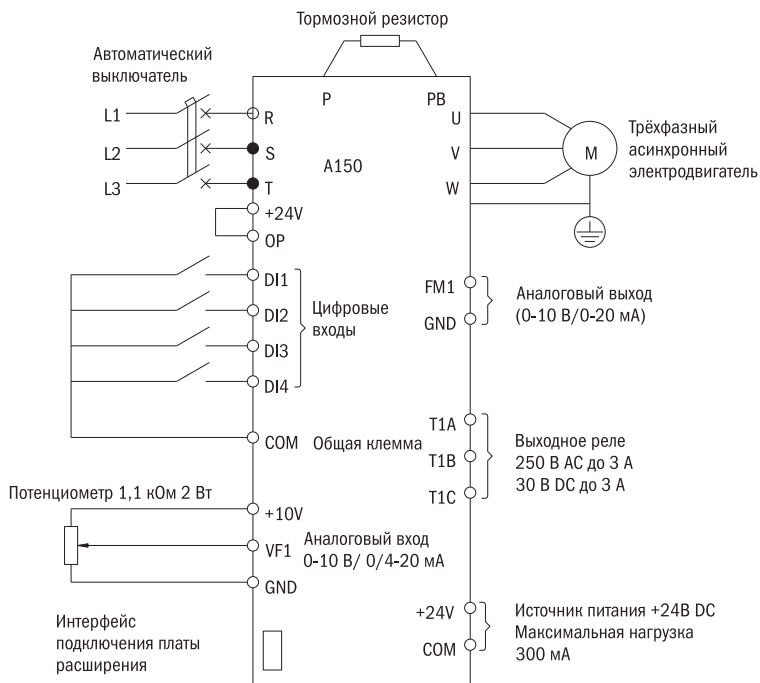 Тормозной резистор
Автоматический
выключатель
P
PB
L1
R
U
L2
S
V
L3
T
W
A150
M
Трёхфазный
асинхронный
электродвигатель
+24V
OP
DI1
DI2
DI3
DI4
Цифровые
входы
FM1
GND
Аналоговый выход
(0-10 В/0-20 мА)
COM
Общая клемма
T1A
T1B
T1C
Выходное реле
250 В AC до 3 А
30 В DC до 3 А
Потенциометр 1,1 кОм 2 Вт
+10V
VF1
GND
Аналоговый вход
0-10 В/ 0/4-20 мА
Интерфейс
подключения платы
расширения
+24V
COM
Источник питания +24В DC
Максимальная нагрузка
300 мА